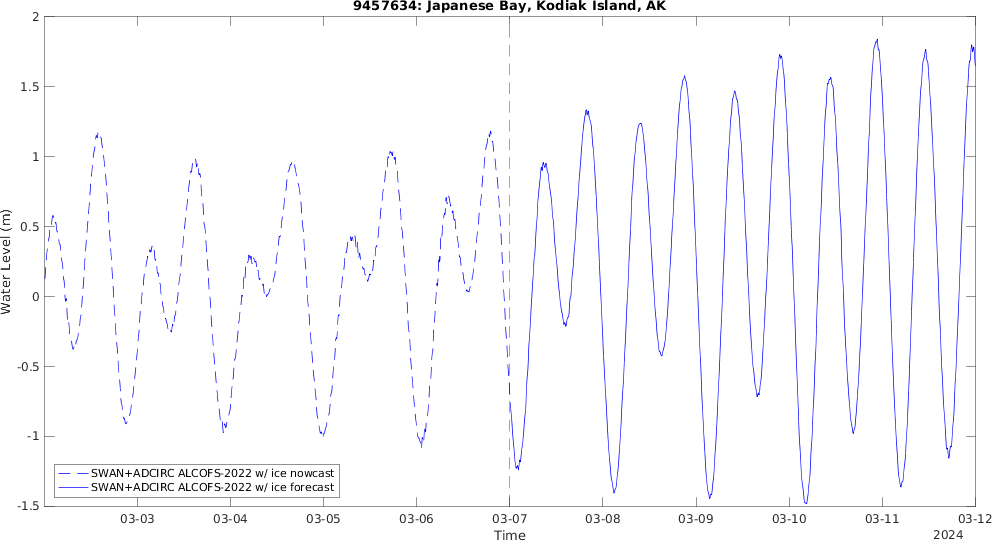 9457634: Japanese Bay, Kodiak Island, AK
2
1.5
1
0.5
0
-0.5
-1
-1.5
Water Level (m)
SWAN+ADCIRC ALCOFS-2022 w/ ice nowcast
SWAN+ADCIRC ALCOFS-2022 w/ ice forecast
03-03 03-04 03-05 03-06 03-07 03-08 03-09 03-10 03-11 03-12
Time
2024